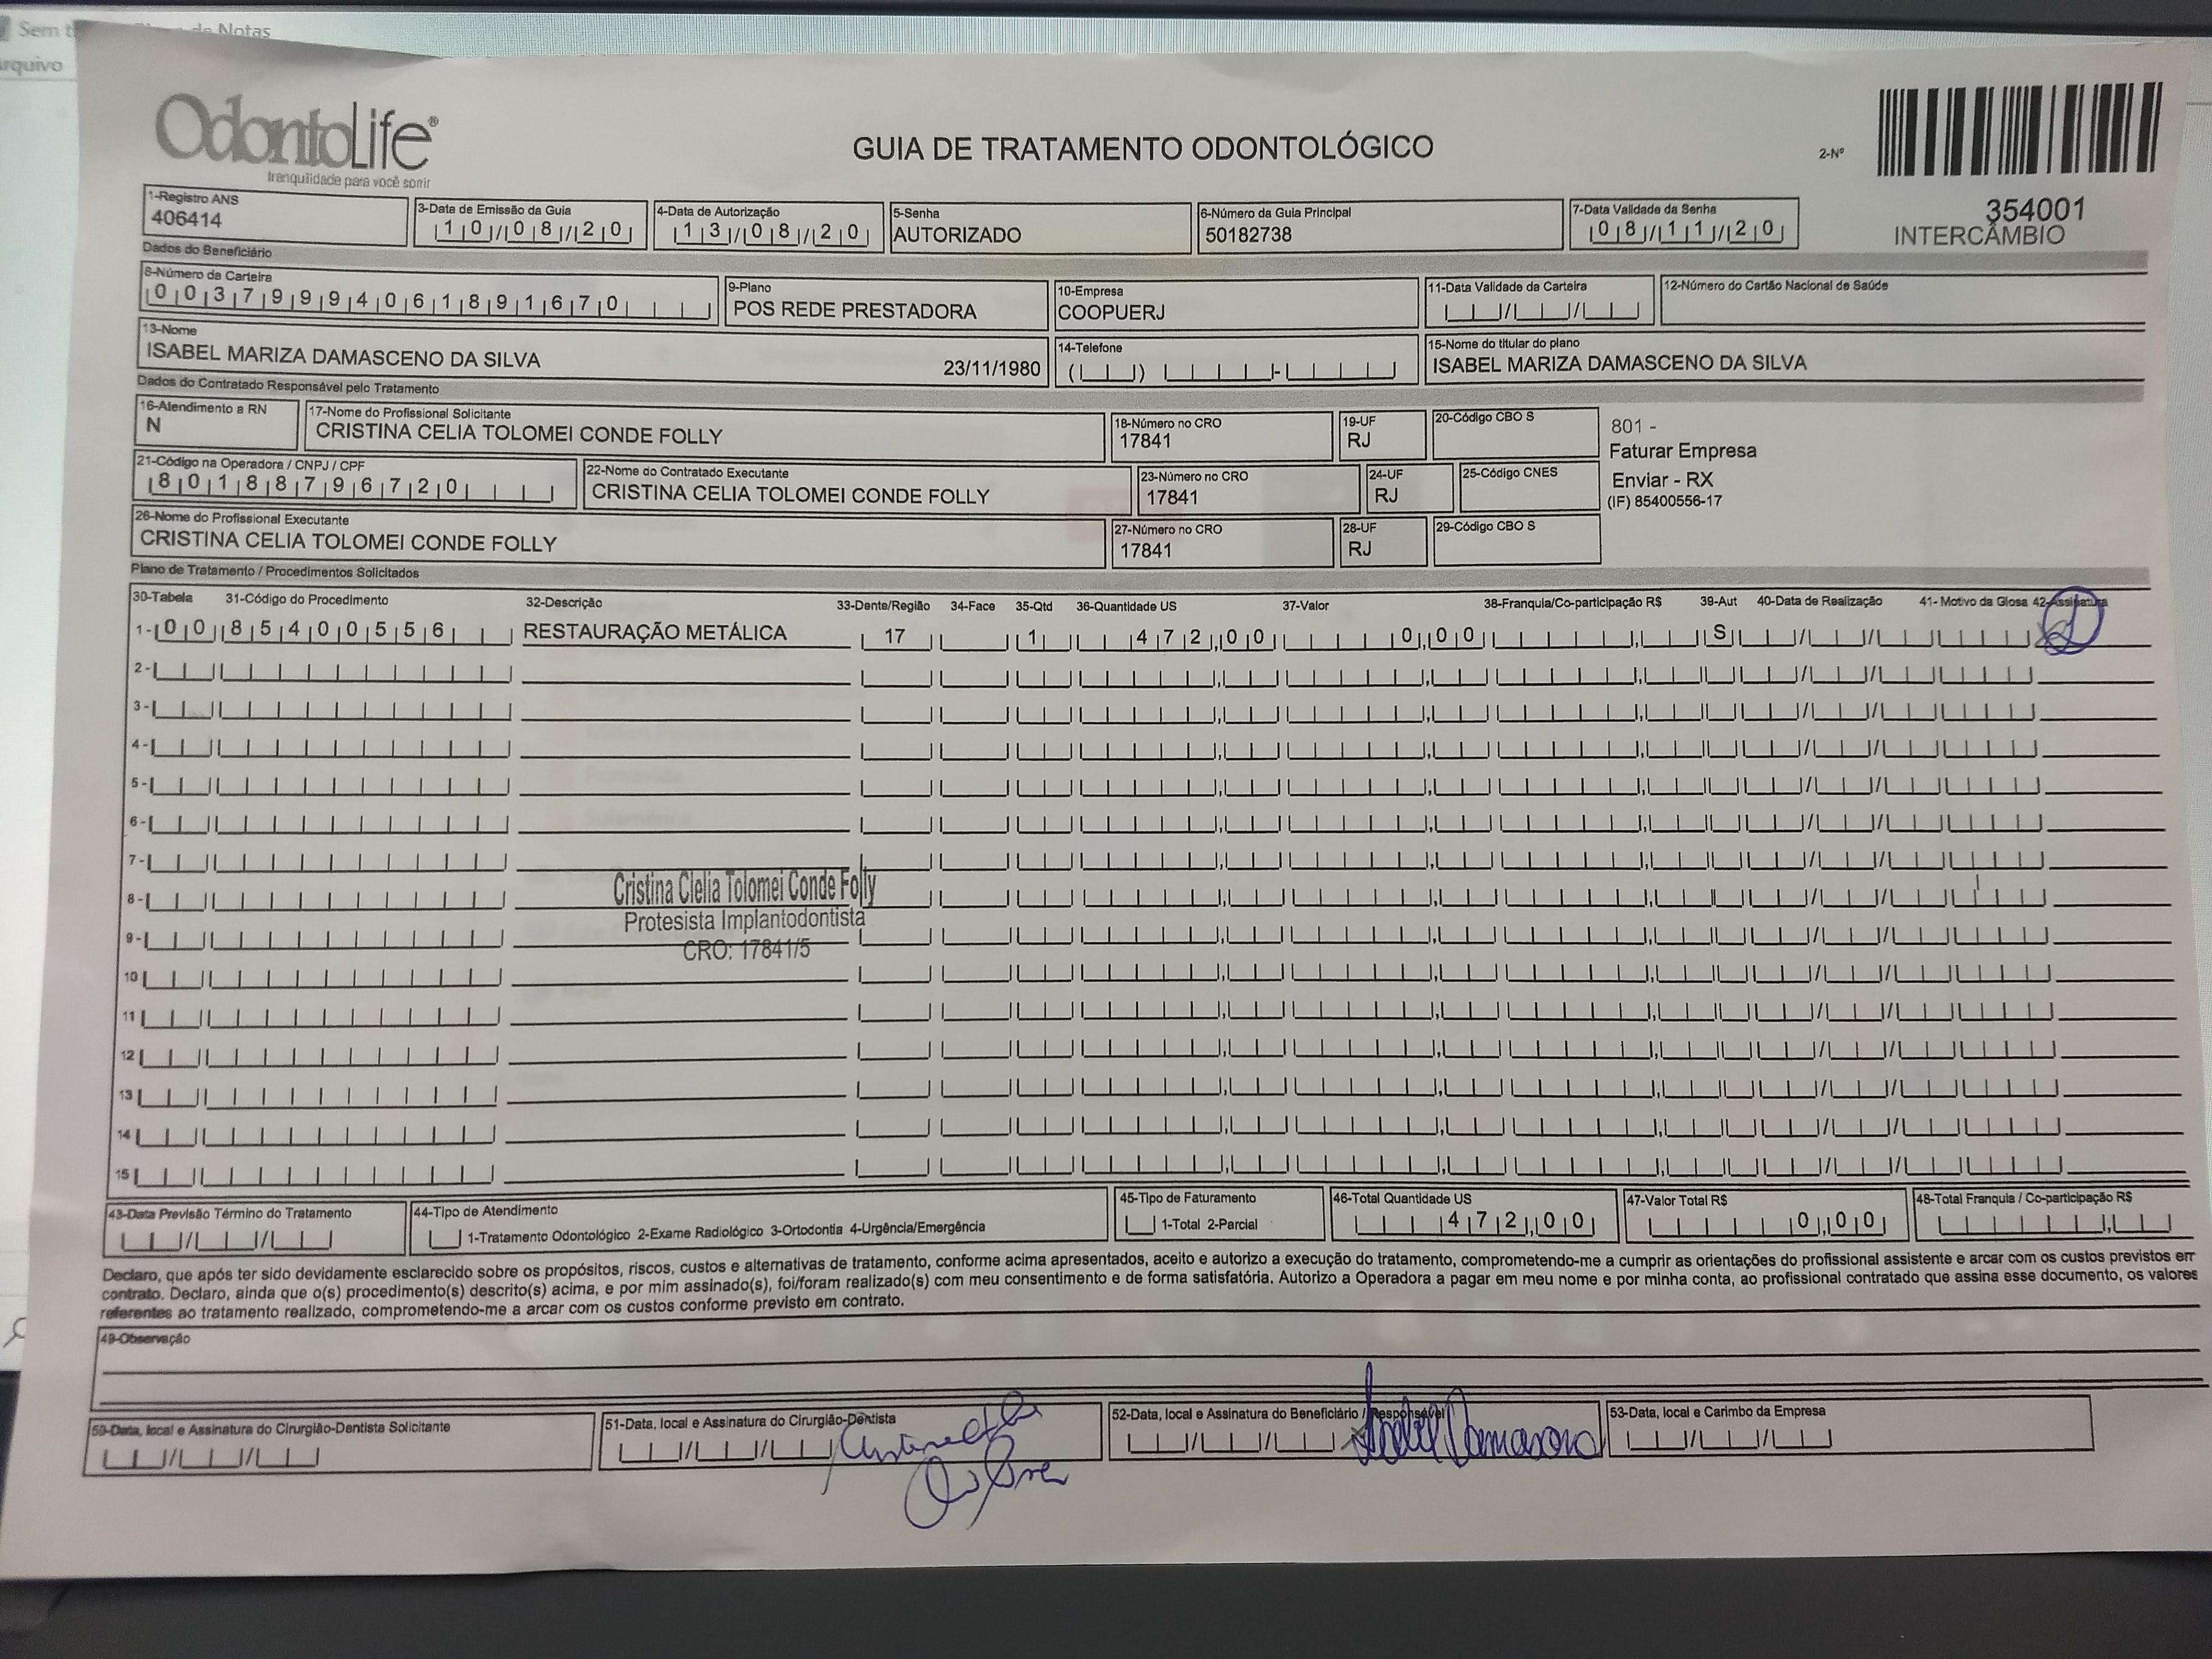 Notas
Arquivo
OdontoLife®
tranquilidade para você sorrir
GUIA DE TRATAMENTO ODONTOLÓGICO
2-Nº
354001
INTERCÂMBIO
1-Registro ANS
406414
3-Data de Emissão da Guia
10/08/20
4-Data de Autorização
13/08/20
5-Senha
AUTORIZADO
6-Número da Guia Principal
50182738
7-Data Validade da Senha
08/11/20
Dados do Beneficiário
8-Número da Carteira
00379994061891670
9-Plano
POS REDE PRESTADORA
10-Empresa
COOPUERJ
11-Data Validade da Carteira
12-Número do Cartão Nacional de Saúde
13-Nome
ISABEL MARIZA DAMASCENO DA SILVA 23/11/1980
14-Telefone
15-Nome do titular do plano
ISABEL MARIZA DAMASCENO DA SILVA
Dados do Contratado Responsável pelo Tratamento
16-Atendimento a RN
N
17-Nome do Profissional Solicitante
CRISTINA CELIA TOLOMEI CONDE FOLLY
18-Número no CRO
17841
19-UF
RJ
20-Código CBO S
801 -
Faturar Empresa
Enviar - RX
(IF) 85400556-17
21-Código na Operadora / CNPJ / CPF
80188796720
22-Nome do Contratado Executante
CRISTINA CELIA TOLOMEI CONDE FOLLY
23-Número no CRO
17841
24-UF
RJ
25-Código CNES
26-Nome do Profissional Executante
CRISTINA CELIA TOLOMEI CONDE FOLLY
27-Número no CRO
17841
28-UF
RJ
29-Código CBO S
Plano de Tratamento / Procedimentos Solicitados
30-Tabela 31-Código do Procedimento 32-Descrição 33-Dente/Região 34-Face 35-Qtd 36-Quantidade US 37-Valor 38-Franquia/Co-participação R$ 39-Aut 40-Data de Realização 41- Motivo da Glosa 42-Assinatura
1- 00 85400556 RESTAURAÇÃO METÁLICA 17 1 472,00 0,00 S
2-
3-
4-
5-
6-
7-
8-
9-
10
11
12
13
14
15
Cristina Clelia Tolomei Conde Folly
Protesista Implantodontista
CRO: 17841/5
43-Data Previsão Término do Tratamento
44-Tipo de Atendimento
1-Tratamento Odontológico 2-Exame Radiológico 3-Ortodontia 4-Urgência/Emergência
45-Tipo de Faturamento
1-Total 2-Parcial
46-Total Quantidade US
472,00
47-Valor Total R$
0,00
48-Total Franquia / Co-participação R$
Declaro, que após ter sido devidamente esclarecido sobre os propósitos, riscos, custos e alternativas de tratamento, conforme acima apresentados, aceito e autorizo a execução do tratamento, comprometendo-me a cumprir as orientações do profissional assistente e arcar com os custos previstos em
contrato. Declaro, ainda que o(s) procedimento(s) descrito(s) acima, e por mim assinado(s), foi/foram realizado(s) com meu consentimento e de forma satisfatória. Autorizo a Operadora a pagar em meu nome e por minha conta, ao profissional contratado que assina esse documento, os valores
referentes ao tratamento realizado, comprometendo-me a arcar com os custos conforme previsto em contrato.
49-Observação
50-Data, local e Assinatura do Cirurgião-Dentista Solicitante
51-Data, local e Assinatura do Cirurgião-Dentista
52-Data, local e Assinatura do Beneficiário / Responsável
53-Data, local e Carimbo da Empresa